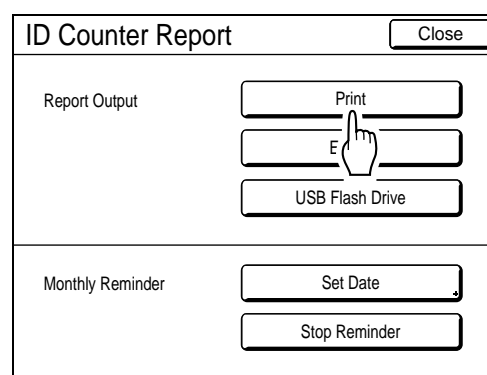 ID Counter Report
Close
Report Output
Print
USB Flash Drive
Monthly Reminder
Set Date
Stop Reminder